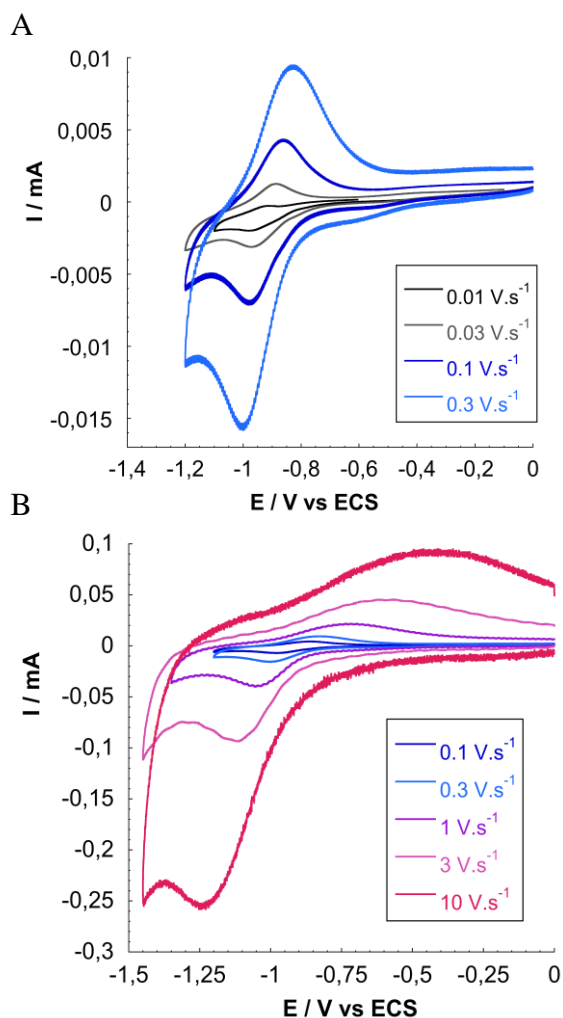 A
0,01
0,005
0
-0,005
-0,01
-0,015
I / mA
0.01 V.s⁻¹
0.03 V.s⁻¹
0.1 V.s⁻¹
0.3 V.s⁻¹
-1,4 -1,2 -1 -0,8 -0,6 -0,4 -0,2 0
E / V vs ECS
B
0,1
0,05
0
-0,05
-0,1
-0,15
-0,2
-0,25
-0,3
I / mA
0.1 V.s⁻¹
0.3 V.s⁻¹
1 V.s⁻¹
3 V.s⁻¹
10 V.s⁻¹
-1,5 -1,25 -1 -0,75 -0,5 -0,25 0
E / V vs ECS